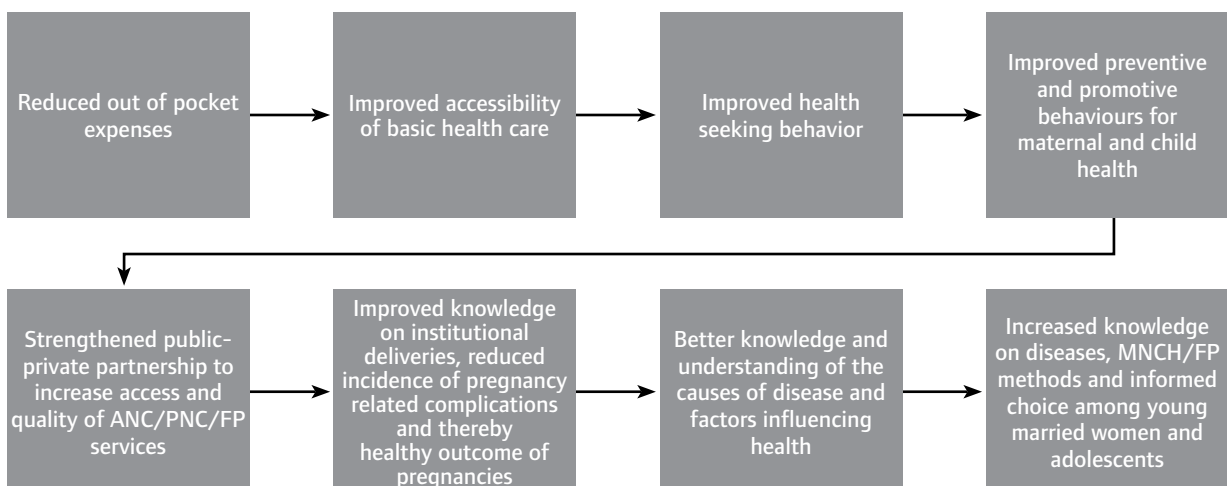 Reduced out of pocket
expenses
Improved accessibility
of basic health care
Improved health
seeking behavior
Improved preventive
and promotive
behaviours for
maternal and child
health
Strengthened public-
private partnership to
increase access and
quality of ANC/PNC/FP
services
Improved knowledge
on institutional
deliveries, reduced
incidence of pregnancy
related complications
and thereby
healthy outcome of
pregnancies
Better knowledge and
understanding of the
causes of disease and
factors influencing
health
Increased knowledge
on diseases, MNCH/FP
methods and informed
choice among young
married women and
adolescents